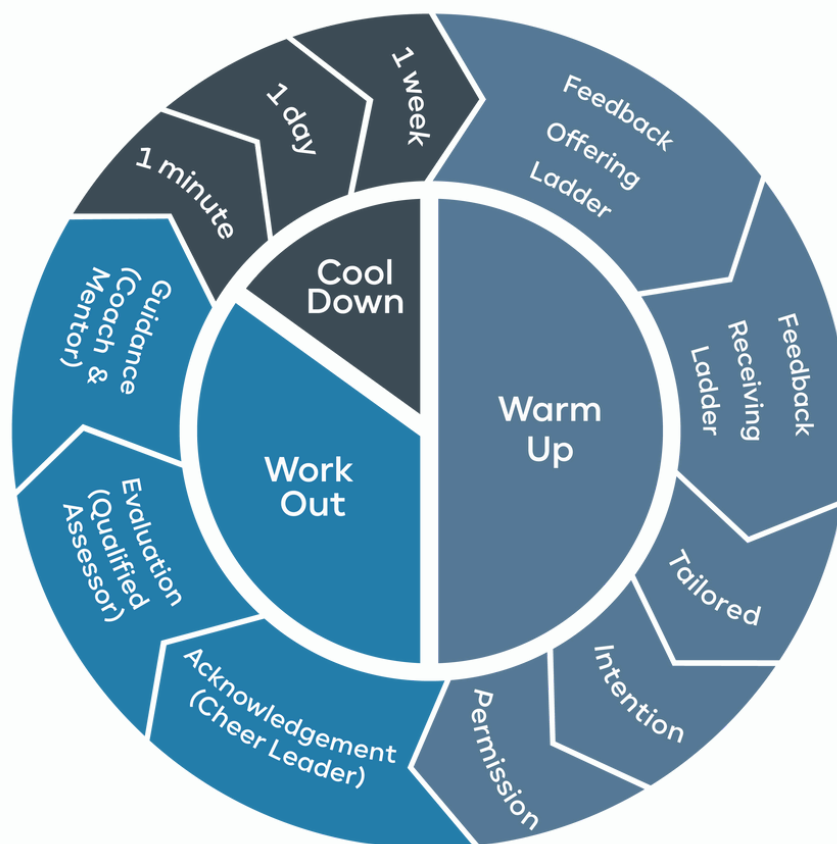 Feedback
Offering
Ladder
Feedback
Receiving
Ladder
Tailored
Intention
Permission
Acknowledgement
(Cheer Leader)
Evaluation
(Qualified
Assessor)
Guidance
(Coach &
Mentor)
1 minute
1 day
1 week
Warm
Up
Work
Out
Cool
Down